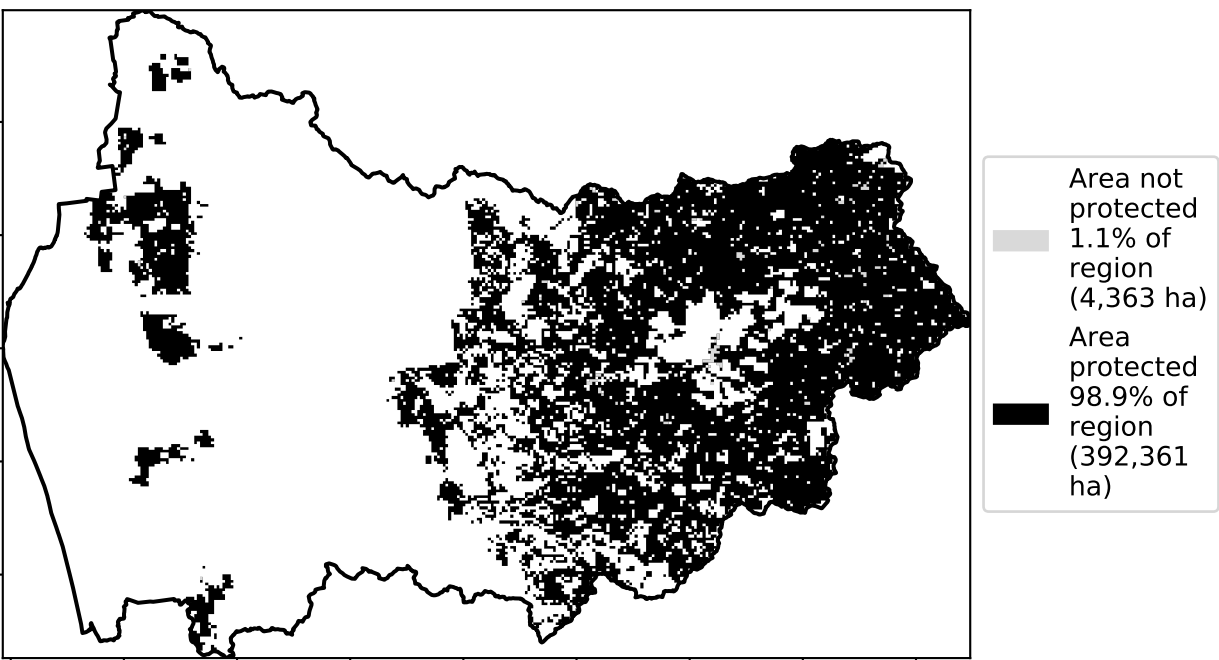 Area not
protected
1.1% of
region
(4,363 ha)
Area
protected
98.9% of
region
(392,361
ha)